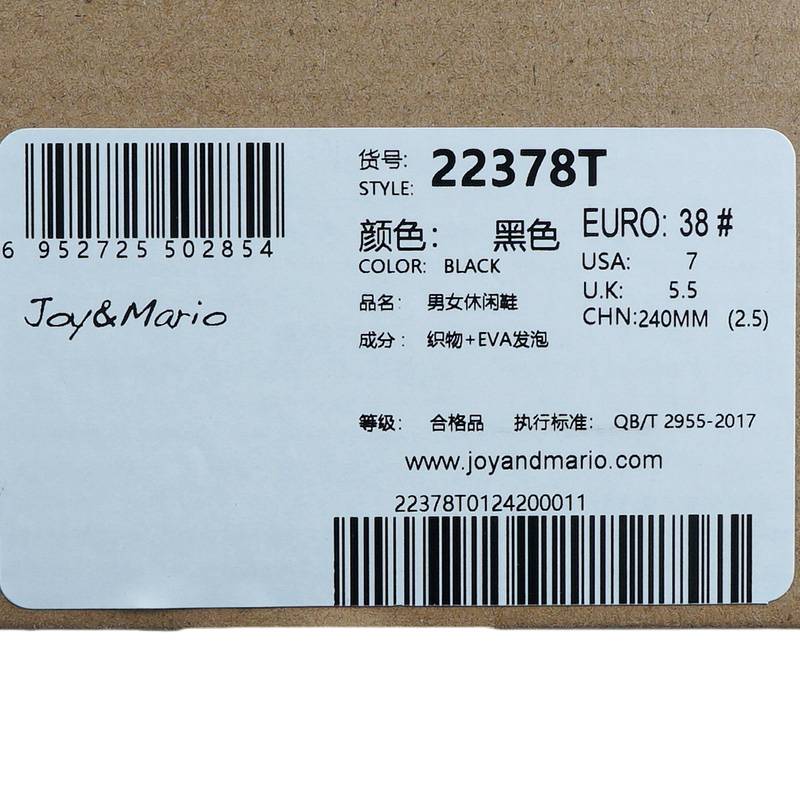 6 952725 502854
Joy&Mario
货号: 22378T
STYLE:
颜色: 黑色
COLOR: BLACK
EURO: 38#
USA: 7
U.K: 5.5
CHN:240MM (2.5)
品名: 男女休闲鞋
成分: 织物+EVA发泡
等级: 合格品 执行标准: QB/T 2955-2017
www.joyandmario.com
22378T0124200011